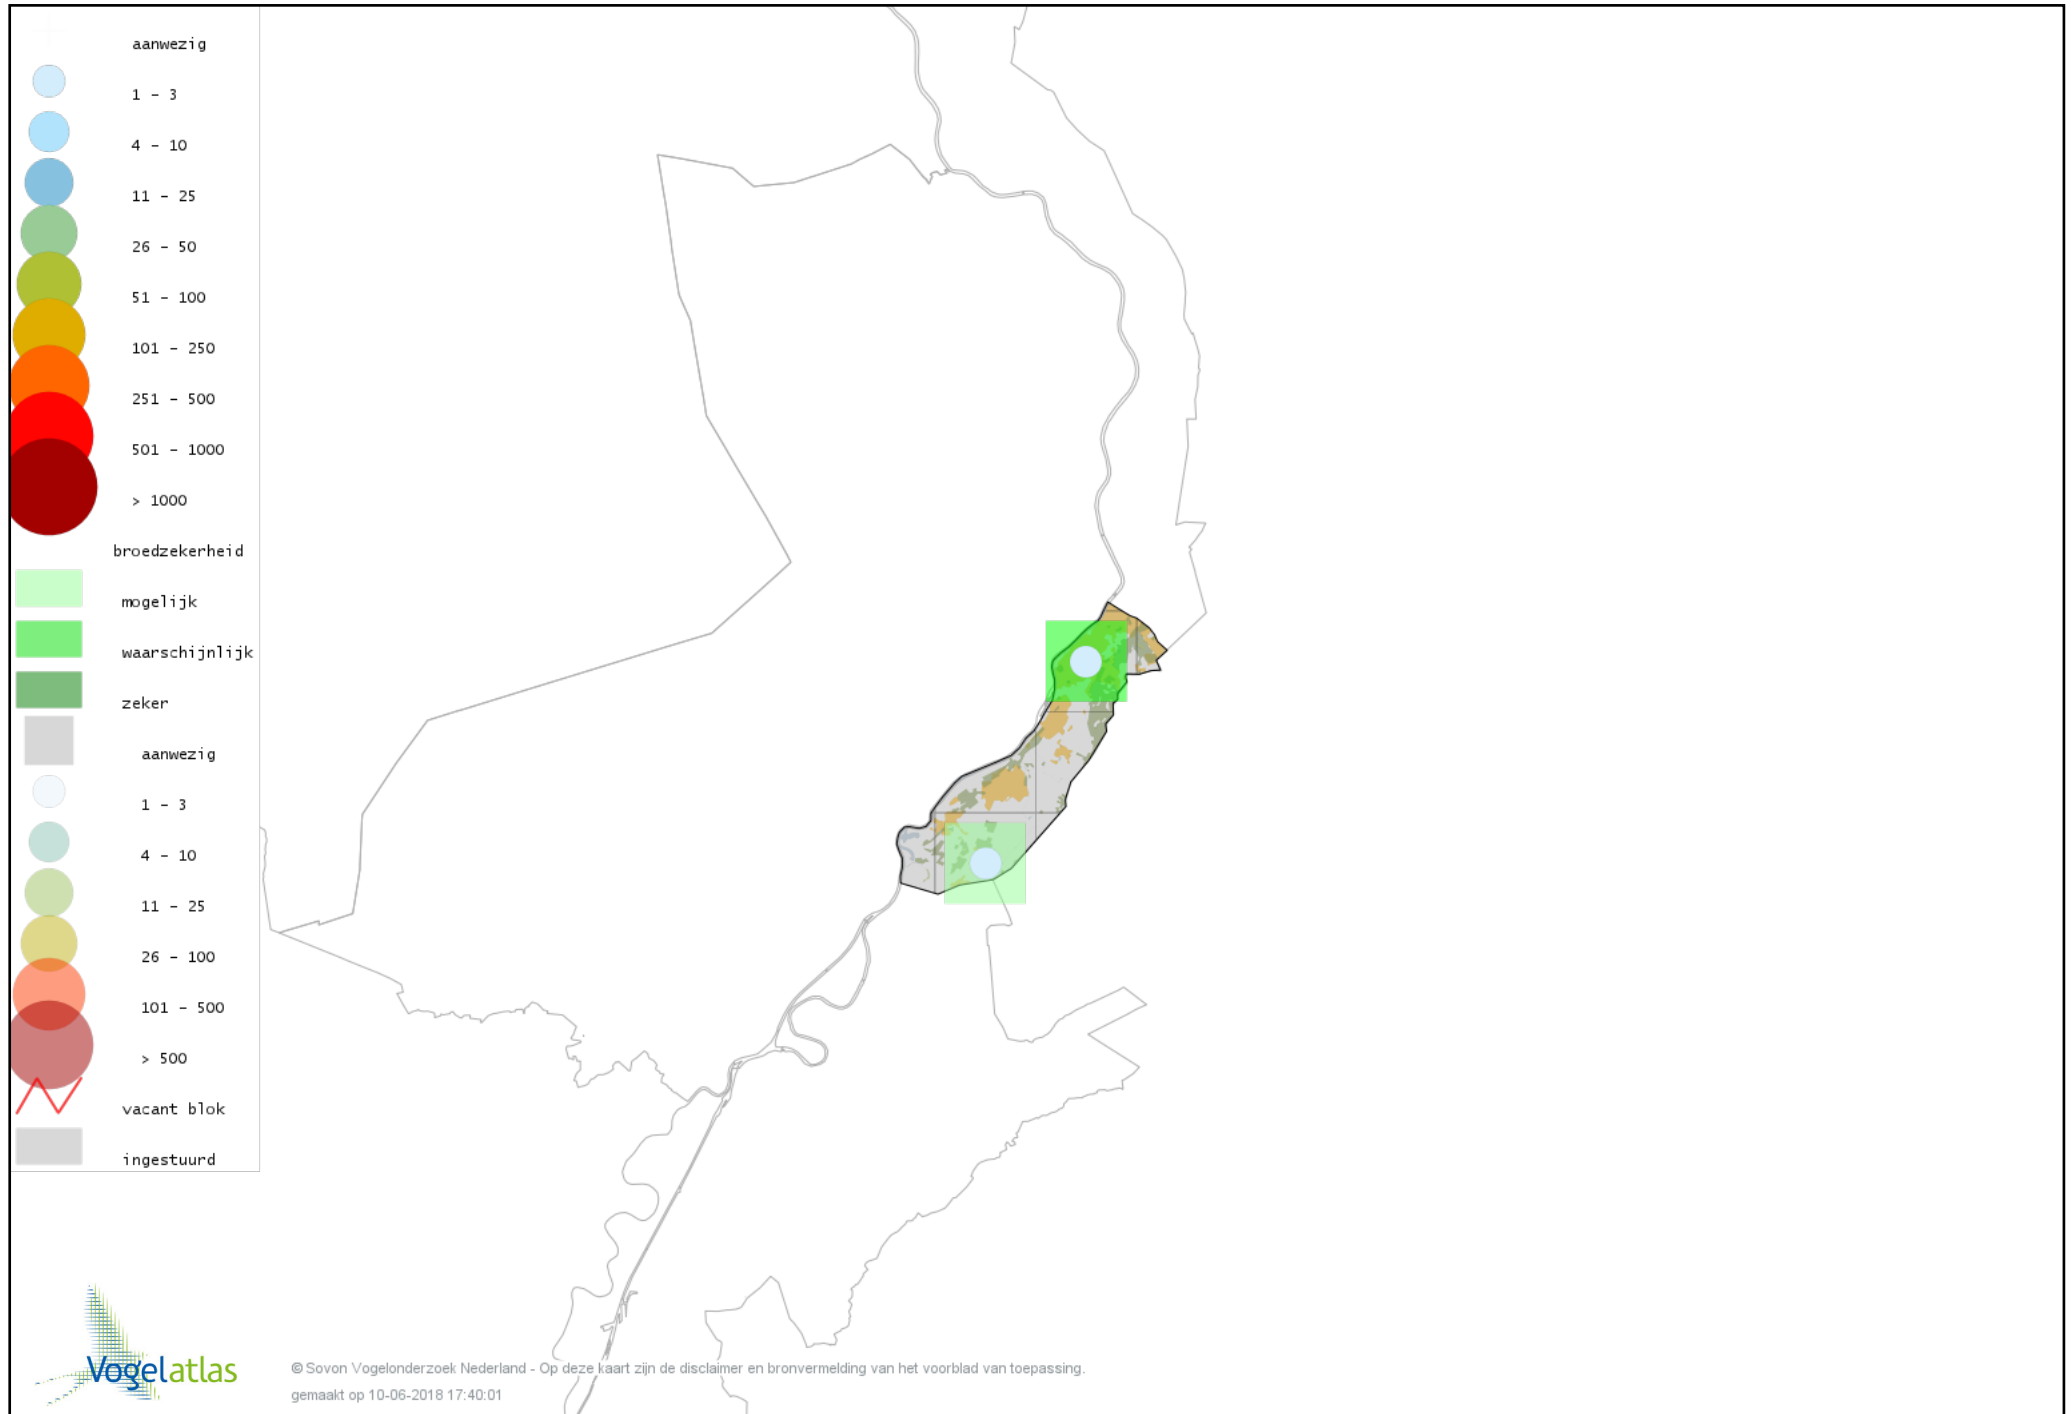 aanwezig
1 - 3
4 - 10
11 - 25
26 - 50
51 - 100
101 - 250
251 - 500
501 - 1000
> 1000
broedzekerheid
mogelijk
waarschijnlijk
zeker
aanwezig
1 - 3
4 - 10
11 - 25
26 - 100
101 - 500
> 500
vacant blok
ingestuurd
Vogelatlas
© Sovon Vogelonderzoek Nederland - Op deze kaart zijn de disclaimer en bronvermelding van het voorblad van toepassing.
gemaakt op 10-06-2018 17:40:01